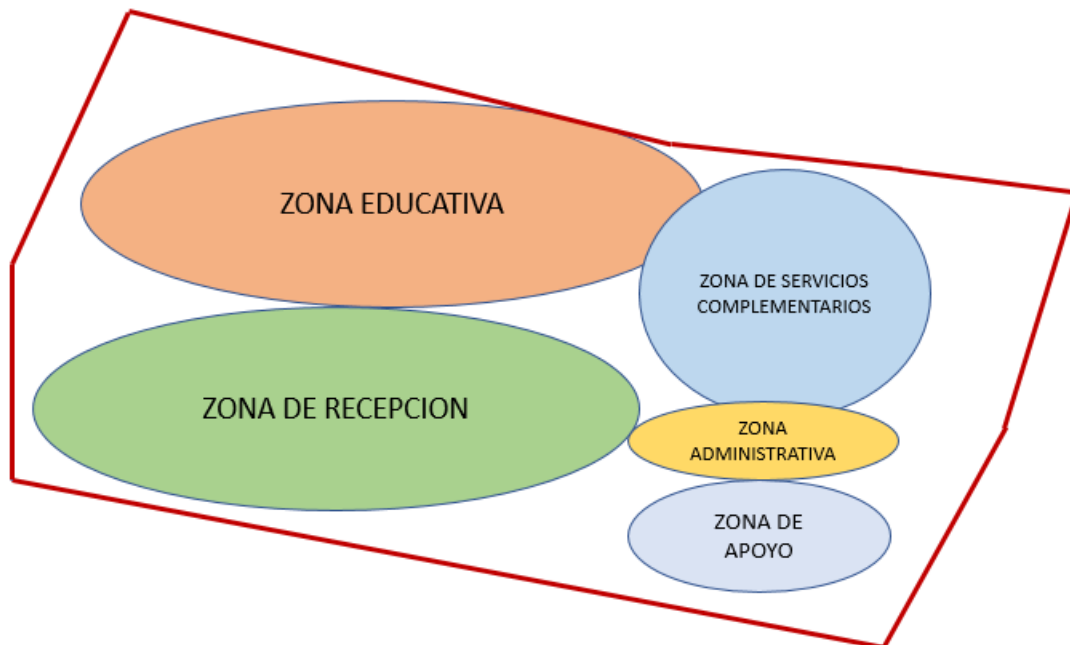 ZONA EDUCATIVA
ZONA DE SERVICIOS
COMPLEMENTARIOS
ZONA DE RECEPCION
ZONA
ADMINISTRATIVA
ZONA DE
APOYO